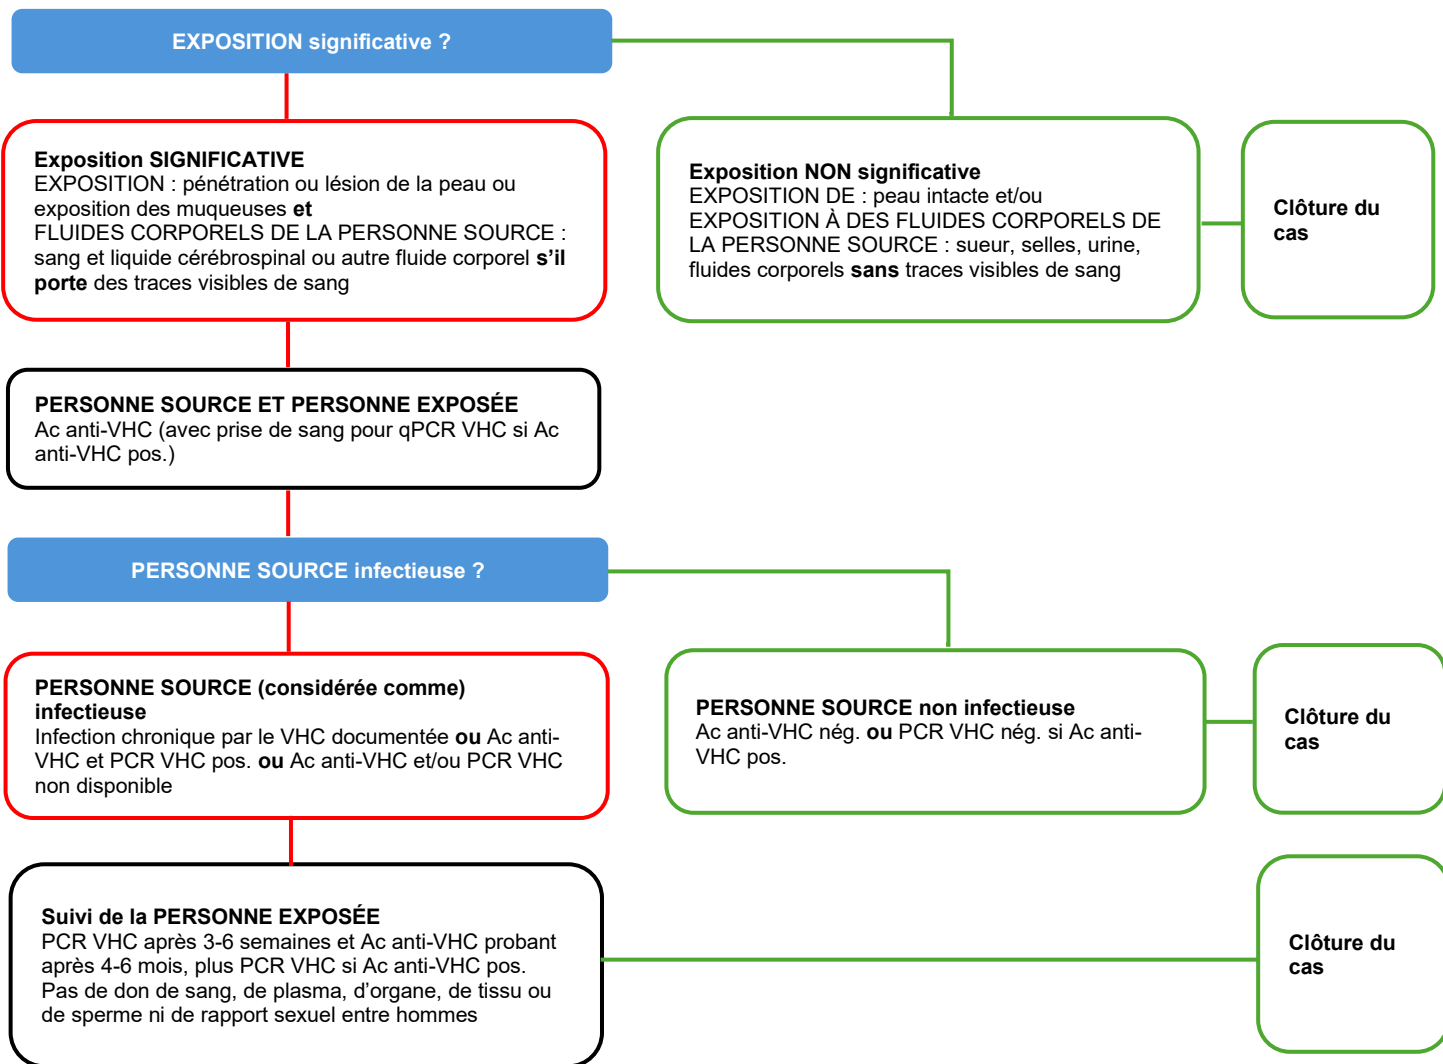 EXPOSITION significative ?
Exposition SIGNIFICATIVE
EXPOSITION : pénétration ou lésion de la peau ou
exposition des muqueuses et
FLUIDES CORPORELS DE LA PERSONNE SOURCE :
sang et liquide cérébrospinal ou autre fluide corporel s’il
porte des traces visibles de sang
Exposition NON significative
EXPOSITION DE : peau intacte et/ou
EXPOSITION À DES FLUIDES CORPORELS DE
LA PERSONNE SOURCE : sueur, selles, urine,
fluides corporels sans traces visibles de sang
Clôture du
cas
PERSONNE SOURCE ET PERSONNE EXPOSÉE
Ac anti-VHC (avec prise de sang pour qPCR VHC si Ac
anti-VHC pos.)
PERSONNE SOURCE infectieuse ?
PERSONNE SOURCE (considérée comme)
infectieuse
Infection chronique par le VHC documentée ou Ac anti-
VHC et PCR VHC pos. ou Ac anti-VHC et/ou PCR VHC
non disponible
PERSONNE SOURCE non infectieuse
Ac anti-VHC nég. ou PCR VHC nég. si Ac anti-
VHC pos.
Clôture du
cas
Suivi de la PERSONNE EXPOSÉE
PCR VHC après 3-6 semaines et Ac anti-VHC probant
après 4-6 mois, plus PCR VHC si Ac anti-VHC pos.
Pas de don de sang, de plasma, d’organe, de tissu ou
de sperme ni de rapport sexuel entre hommes
Clôture du
cas